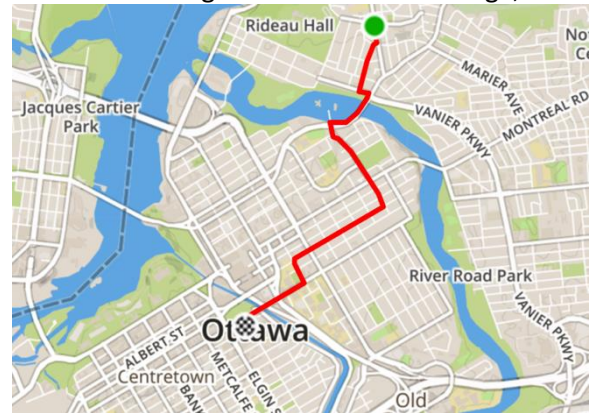 Rideau Hall
MARIER AVE
Jacques Cartier
Park
VANIER PKWY
MONTREAL RD
River Road Park
VANIER PKWY
Ottawa
ALBERT ST
Centretown
METCALFE
ELGIN S
BANK
Old